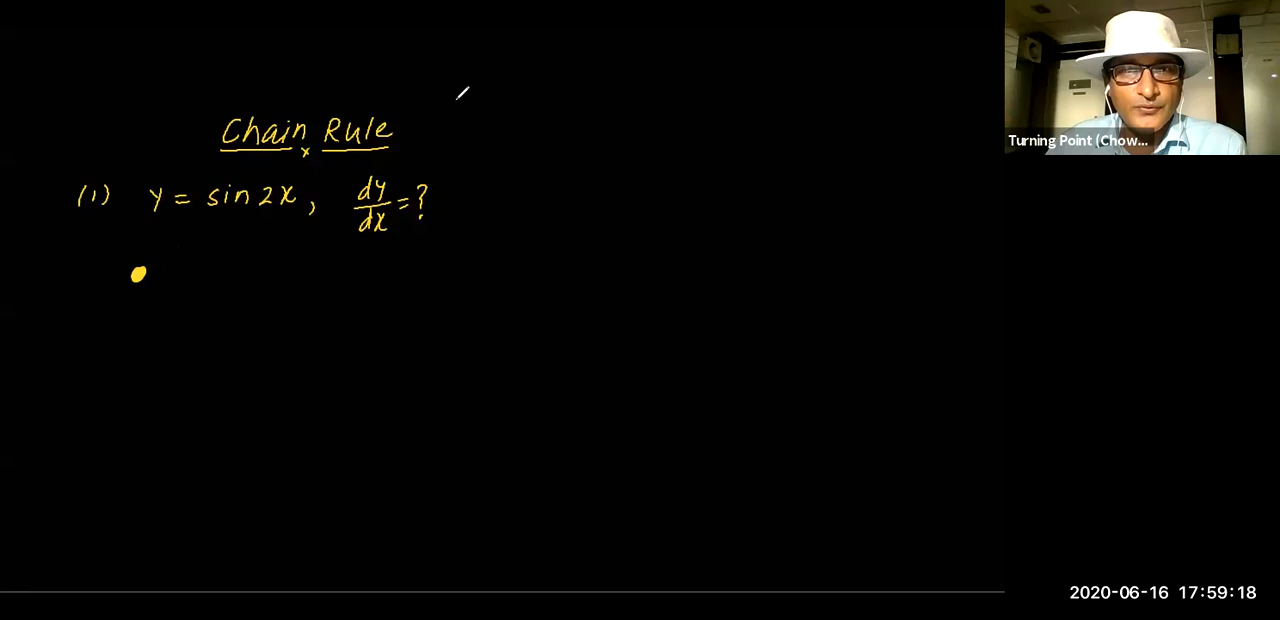 Chain Rule
(1) y = sin 2x, dy/dx = ?
Turning Point (Chow...
2020-06-16 17:59:18